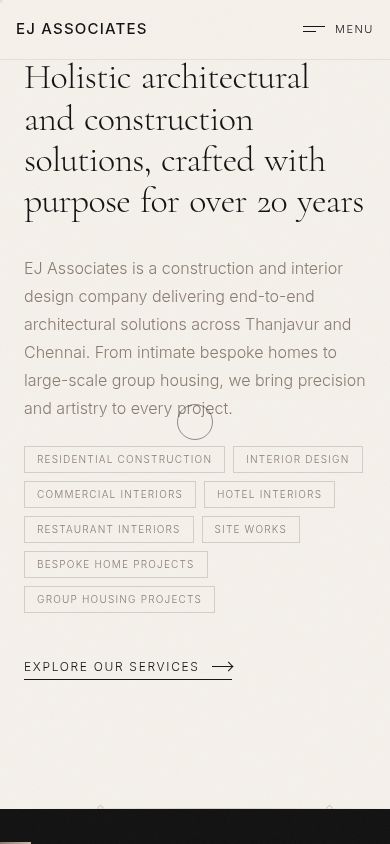 EJ ASSOCIATES MENU
Holistic architectural
and construction
solutions, crafted with
purpose for over 20 years
EJ Associates is a construction and interior
design company delivering end-to-end
architectural solutions across Thanjavur and
Chennai. From intimate bespoke homes to
large-scale group housing, we bring precision
and artistry to every project.
RESIDENTIAL CONSTRUCTION INTERIOR DESIGN
COMMERCIAL INTERIORS HOTEL INTERIORS
RESTAURANT INTERIORS SITE WORKS
BESPOKE HOME PROJECTS
GROUP HOUSING PROJECTS
EXPLORE OUR SERVICES